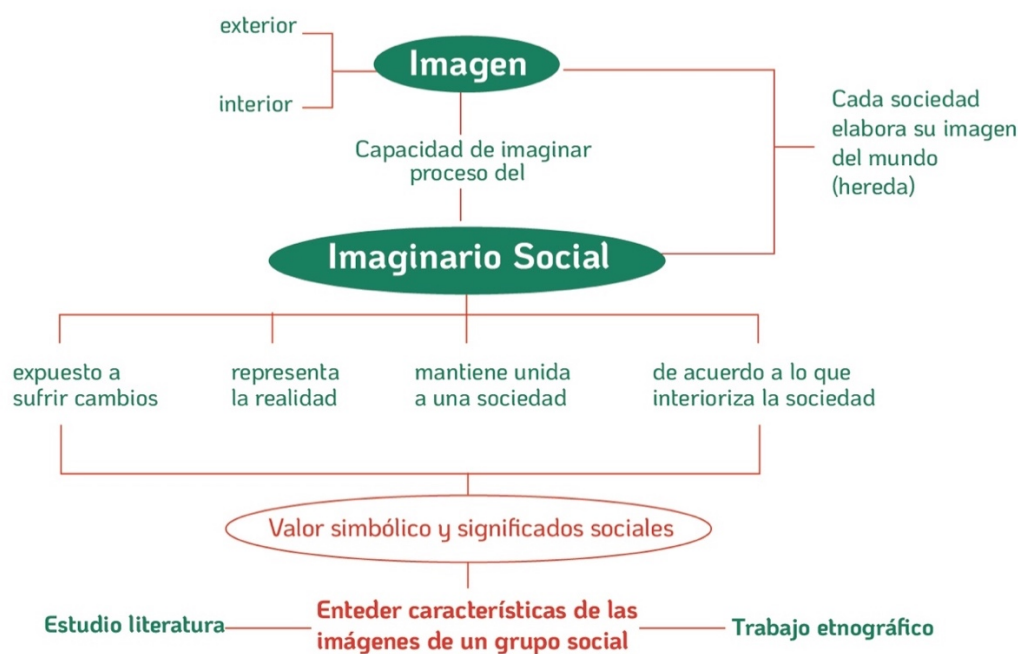 exterior
Imagen
interior
Capacidad de imaginar
proceso del
Cada sociedad
elabora su imagen
del mundo
(hereda)
Imaginario Social
expuesto a
sufrir cambios
representa
la realidad
mantiene unida
a una sociedad
de acuerdo a lo que
interioriza la sociedad
Valor simbólico y significados sociales
Estudio literatura
Enteder características de las
imágenes de un grupo social
Trabajo etnográfico